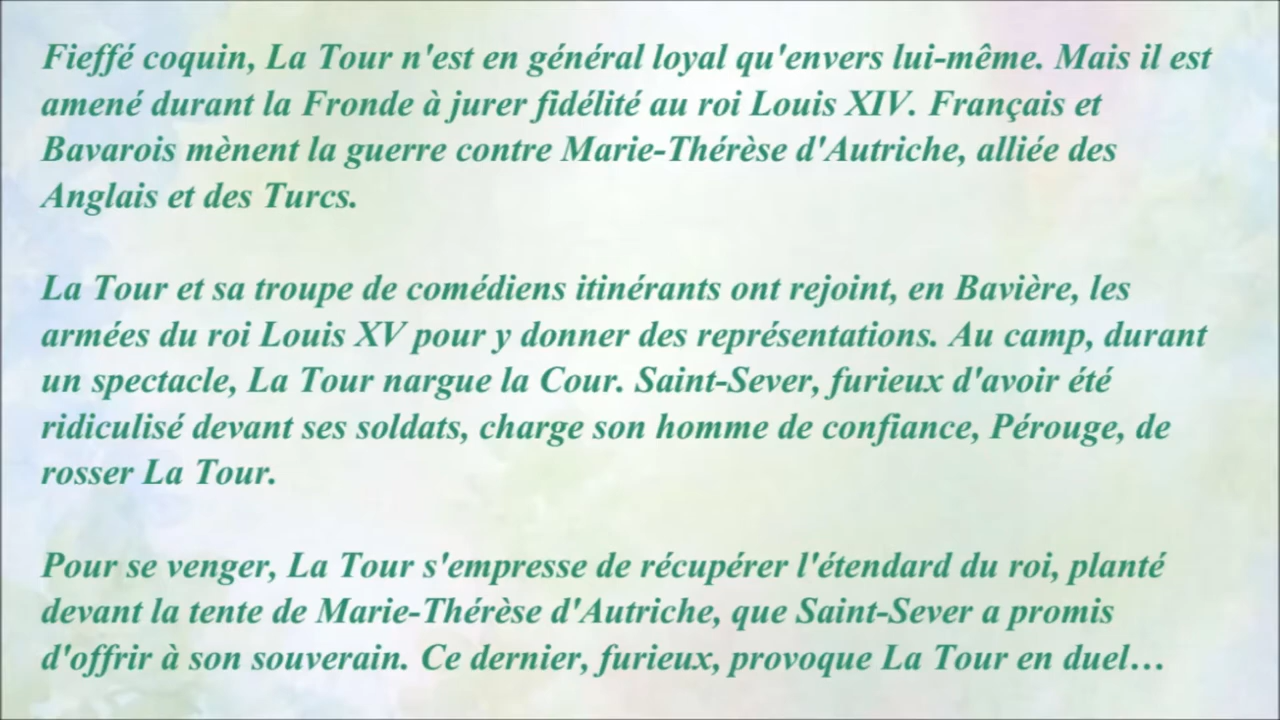 Fieffé coquin, La Tour n'est en général loyal qu'envers lui-même. Mais il est
amené durant la Fronde à jurer fidélité au roi Louis XIV. Français et
Bavarois mènent la guerre contre Marie-Thérèse d'Autriche, alliée des
Anglais et des Turcs.
La Tour et sa troupe de comédiens itinérants ont rejoint, en Bavière, les
armées du roi Louis XV pour y donner des représentations. Au camp, durant
un spectacle, La Tour nargue la Cour. Saint-Sever, furieux d'avoir été
ridiculisé devant ses soldats, charge son homme de confiance, Pérouge, de
rosser La Tour.
Pour se venger, La Tour s'empresse de récupérer l'étendard du roi, planté
devant la tente de Marie-Thérèse d'Autriche, que Saint-Sever a promis
d'offrir à son souverain. Ce dernier, furieux, provoque La Tour en duel…